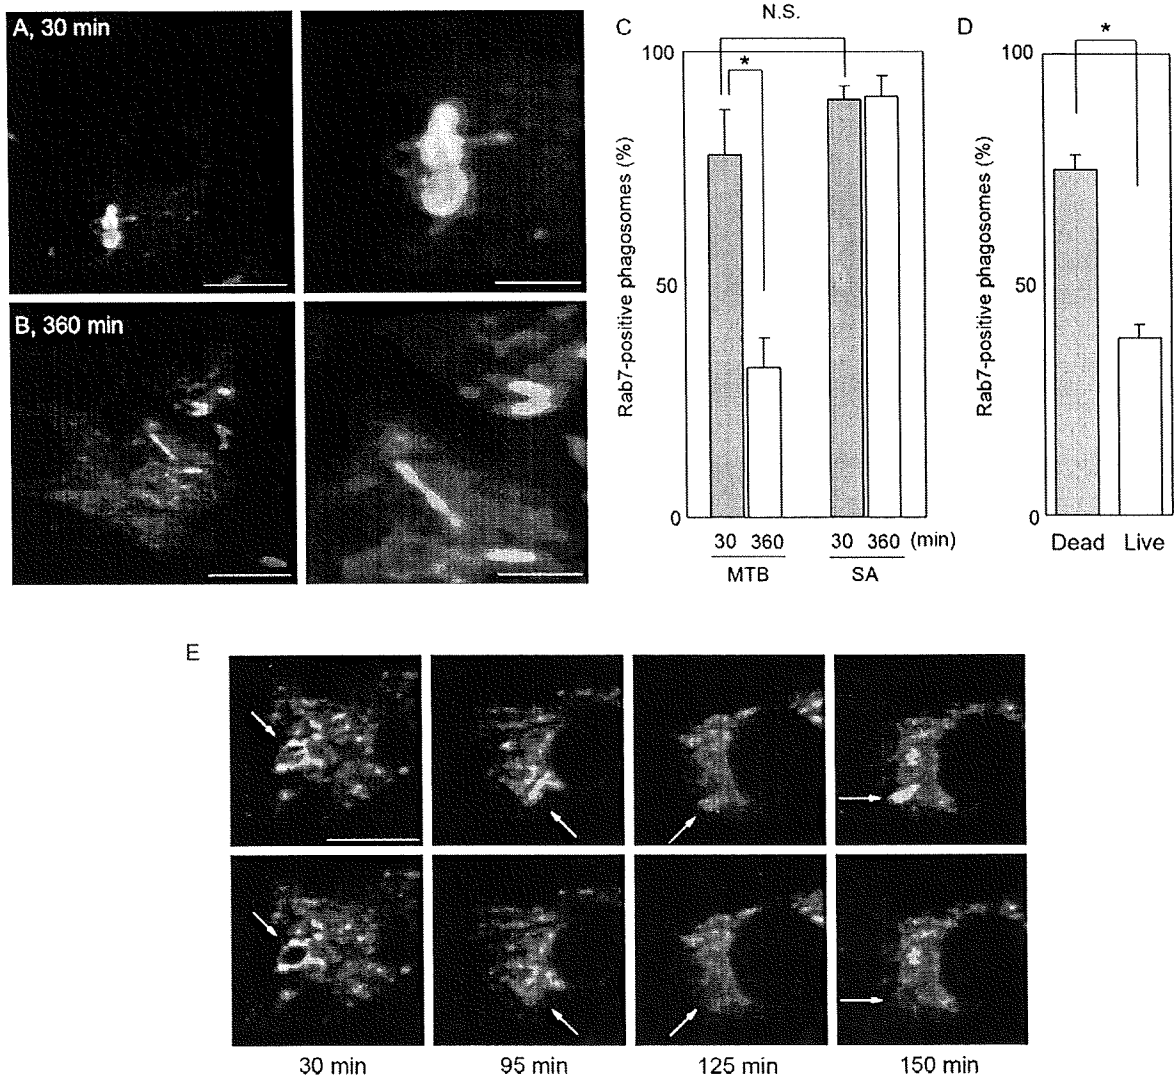 A, 30 min
B, 360 min
C
N.S.
*
100
50
0
Rab7-positive phagosomes (%)
30 360 30 360 (min)
MTB SA
D
*
100
50
0
Rab7-positive phagosomes (%)
Dead Live
E
30 min 95 min 125 min 150 min